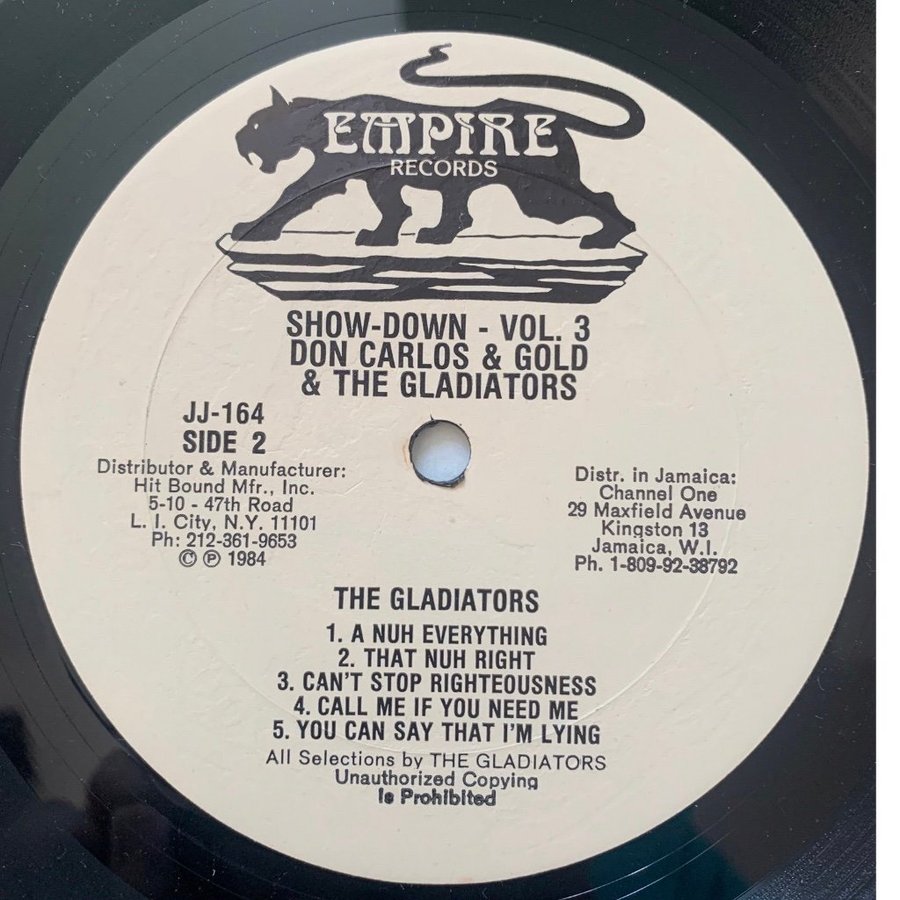 EMPIRE
RECORDS
SHOW-DOWN - VOL. 3
DON CARLOS & GOLD
& THE GLADIATORS
JJ-164
SIDE 2
Distributor & Manufacturer:
Hit Bound Mfr., Inc.
5-10 - 47th Road
L. I. City, N.Y. 11101
Ph: 212-361-9653
© ℗ 1984
Distr. in Jamaica:
Channel One
29 Maxfield Avenue
Kingston 13
Jamaica, W.I.
Ph. 1-809-92-38792
THE GLADIATORS
1. A NUH EVERYTHING
2. THAT NUH RIGHT
3. CAN'T STOP RIGHTEOUSNESS
4. CALL ME IF YOU NEED ME
5. YOU CAN SAY THAT I'M LYING
All Selections by THE GLADIATORS
Unauthorized Copying
Is Prohibited